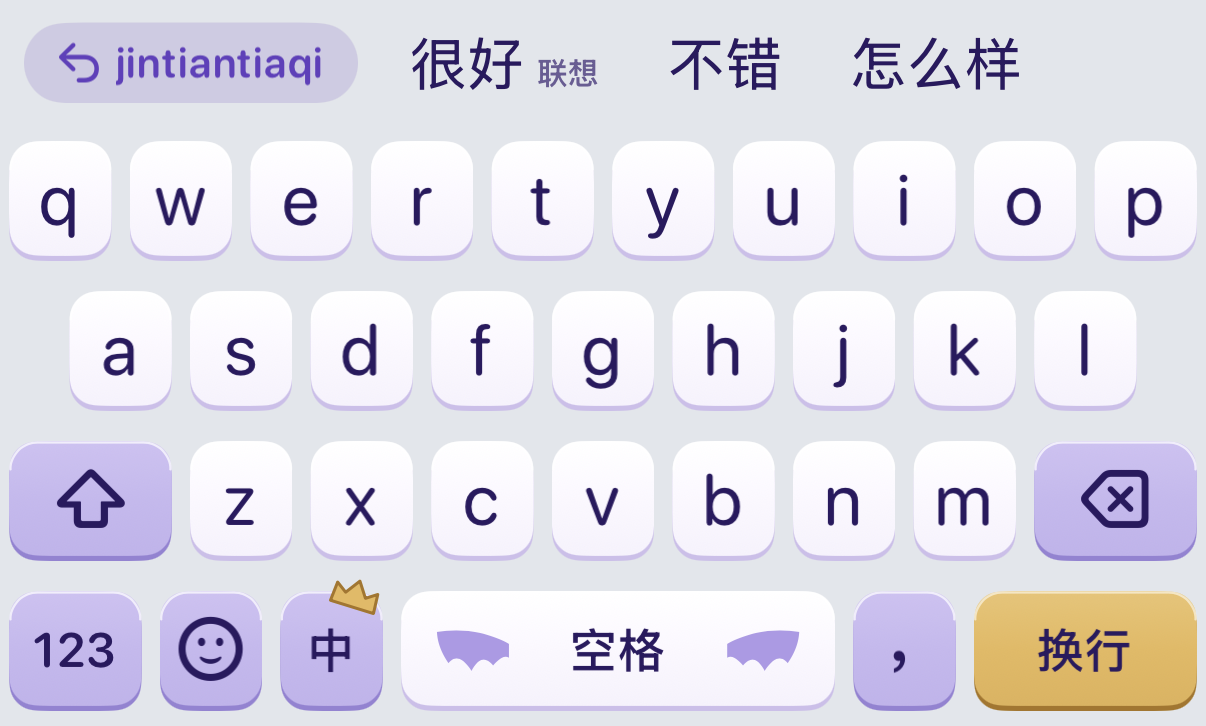 jintiantiaqi 很好 联想 不错 怎么样
q w e r t y u i o p
a s d f g h j k l
z x c v b n m
123 中 空格 ， 换行